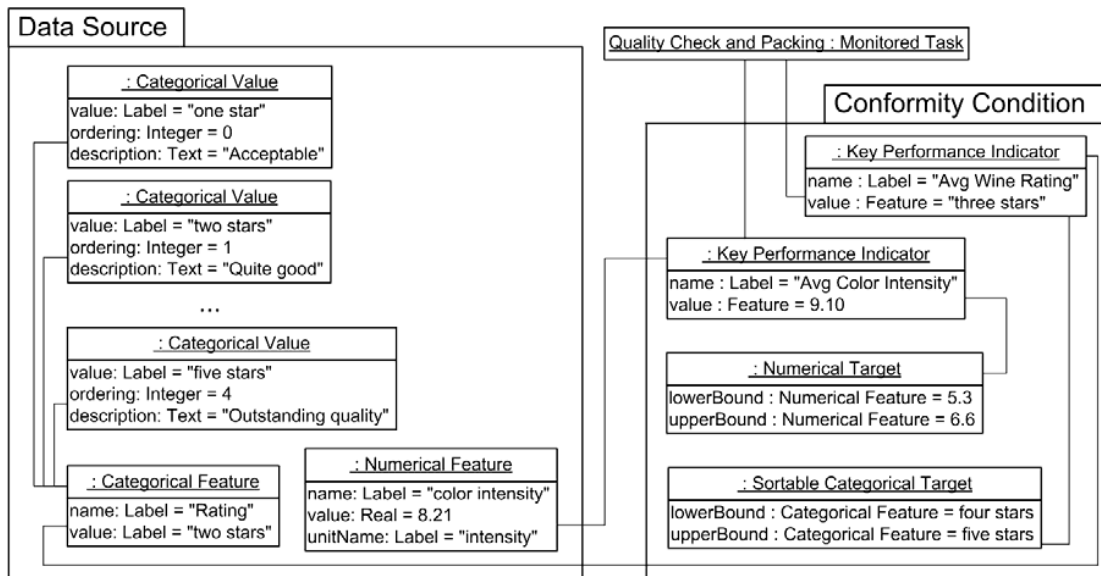 Data Source
: Categorical Value
value: Label = "one star"
ordering: Integer = 0
description: Text = "Acceptable"
: Categorical Value
value: Label = "two stars"
ordering: Integer = 1
description: Text = "Quite good"
...
: Categorical Value
value: Label = "five stars"
ordering: Integer = 4
description: Text = "Outstanding quality"
: Categorical Feature
name: Label = "Rating"
value: Label = "two stars"
: Numerical Feature
name: Label = "color intensity"
value: Real = 8.21
unitName: Label = "intensity"
Quality Check and Packing : Monitored Task
Conformity Condition
: Key Performance Indicator
name : Label = "Avg Wine Rating"
value : Feature = "three stars"
: Key Performance Indicator
name : Label = "Avg Color Intensity"
value : Feature = 9.10
: Numerical Target
lowerBound : Numerical Feature = 5.3
upperBound : Numerical Feature = 6.6
: Sortable Categorical Target
lowerBound : Categorical Feature = four stars
upperBound : Categorical Feature = five stars